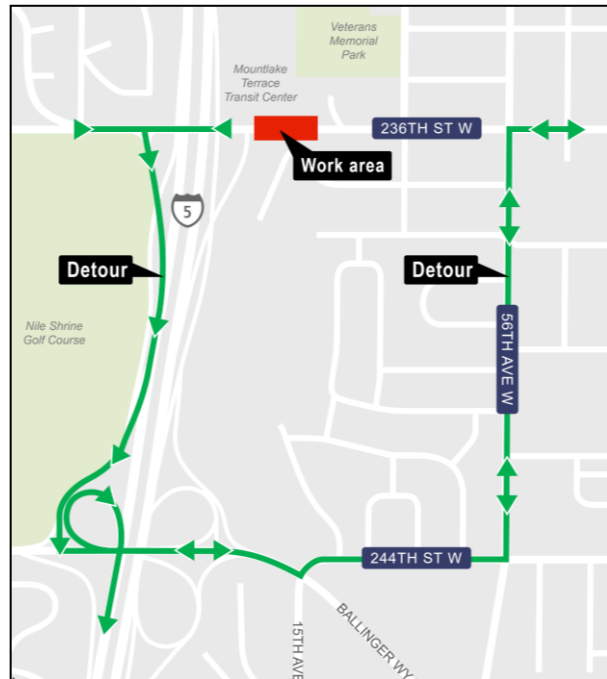 Veterans
Memorial
Park
Mountlake
Terrace
Transit Center
236TH ST W
Work area
5
Detour
Detour
Nile Shrine
Golf Course
56TH AVE W
244TH ST W
15TH AVE
BALLINGER WY